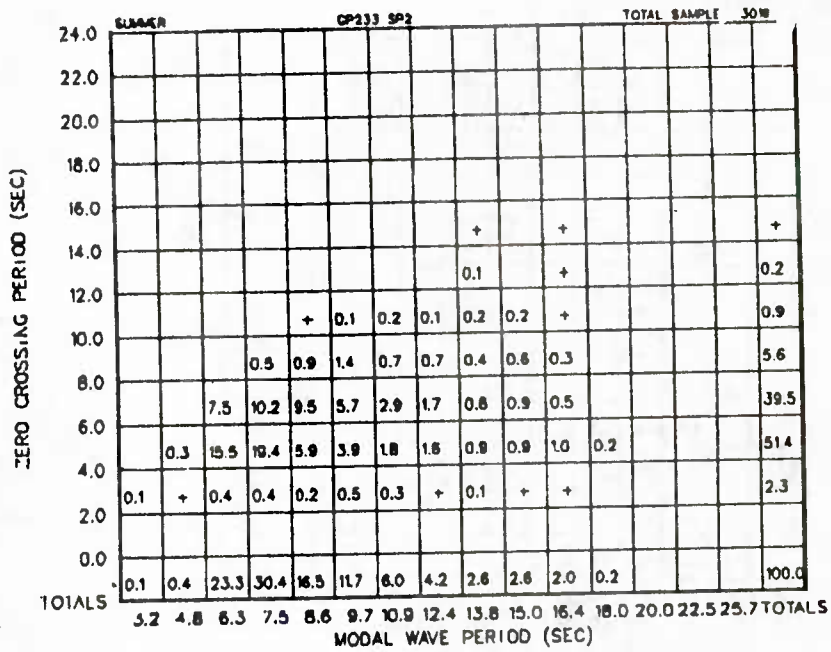 SUMMER CP233 SP2 TOTAL SAMPLE 3018
24.0
22.0
20.0
18.0
16.0
+ + +
14.0
0.1 + 0.2
12.0
+ 0.1 0.2 0.1 0.2 0.2 + 0.9
10.0
0.5 0.9 1.4 0.7 0.7 0.4 0.6 0.3 5.6
8.0
7.5 10.2 9.5 5.7 2.9 1.7 0.8 0.9 0.5 39.5
6.0
0.3 15.5 19.4 5.9 3.9 1.8 1.6 0.9 0.9 1.0 0.2 51.4
4.0
0.1 + 0.4 0.4 0.2 0.5 0.3 + 0.1 + + 2.3
2.0
0.0
0.1 0.4 23.3 30.4 16.5 11.7 6.0 4.2 2.6 2.6 2.0 0.2 100.0
TOTALS
3.2 4.8 6.3 7.5 8.6 9.7 10.9 12.4 13.8 15.0 16.4 18.0 20.0 22.5 25.7 TOTALS
MODAL WAVE PERIOD (SEC)
ZERO CROSSING PERIOD (SEC)